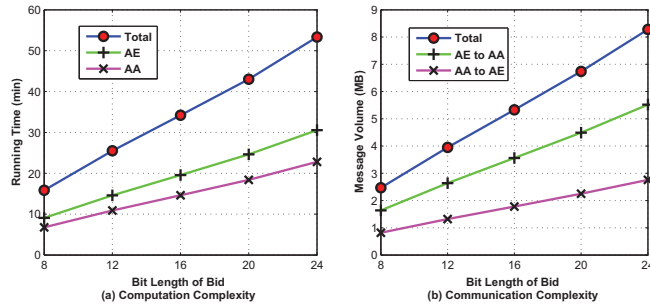 60
50
40
30
20
10
0
8
12
16
20
24
Running Time (min)
Total
AE
AA
Bit Length of Bid
(a) Computation Complexity
9
8
7
6
5
4
3
2
1
0
8
12
16
20
24
Message Volume (MB)
Total
AE to AA
AA to AE
Bit Length of Bid
(b) Communication Complexity